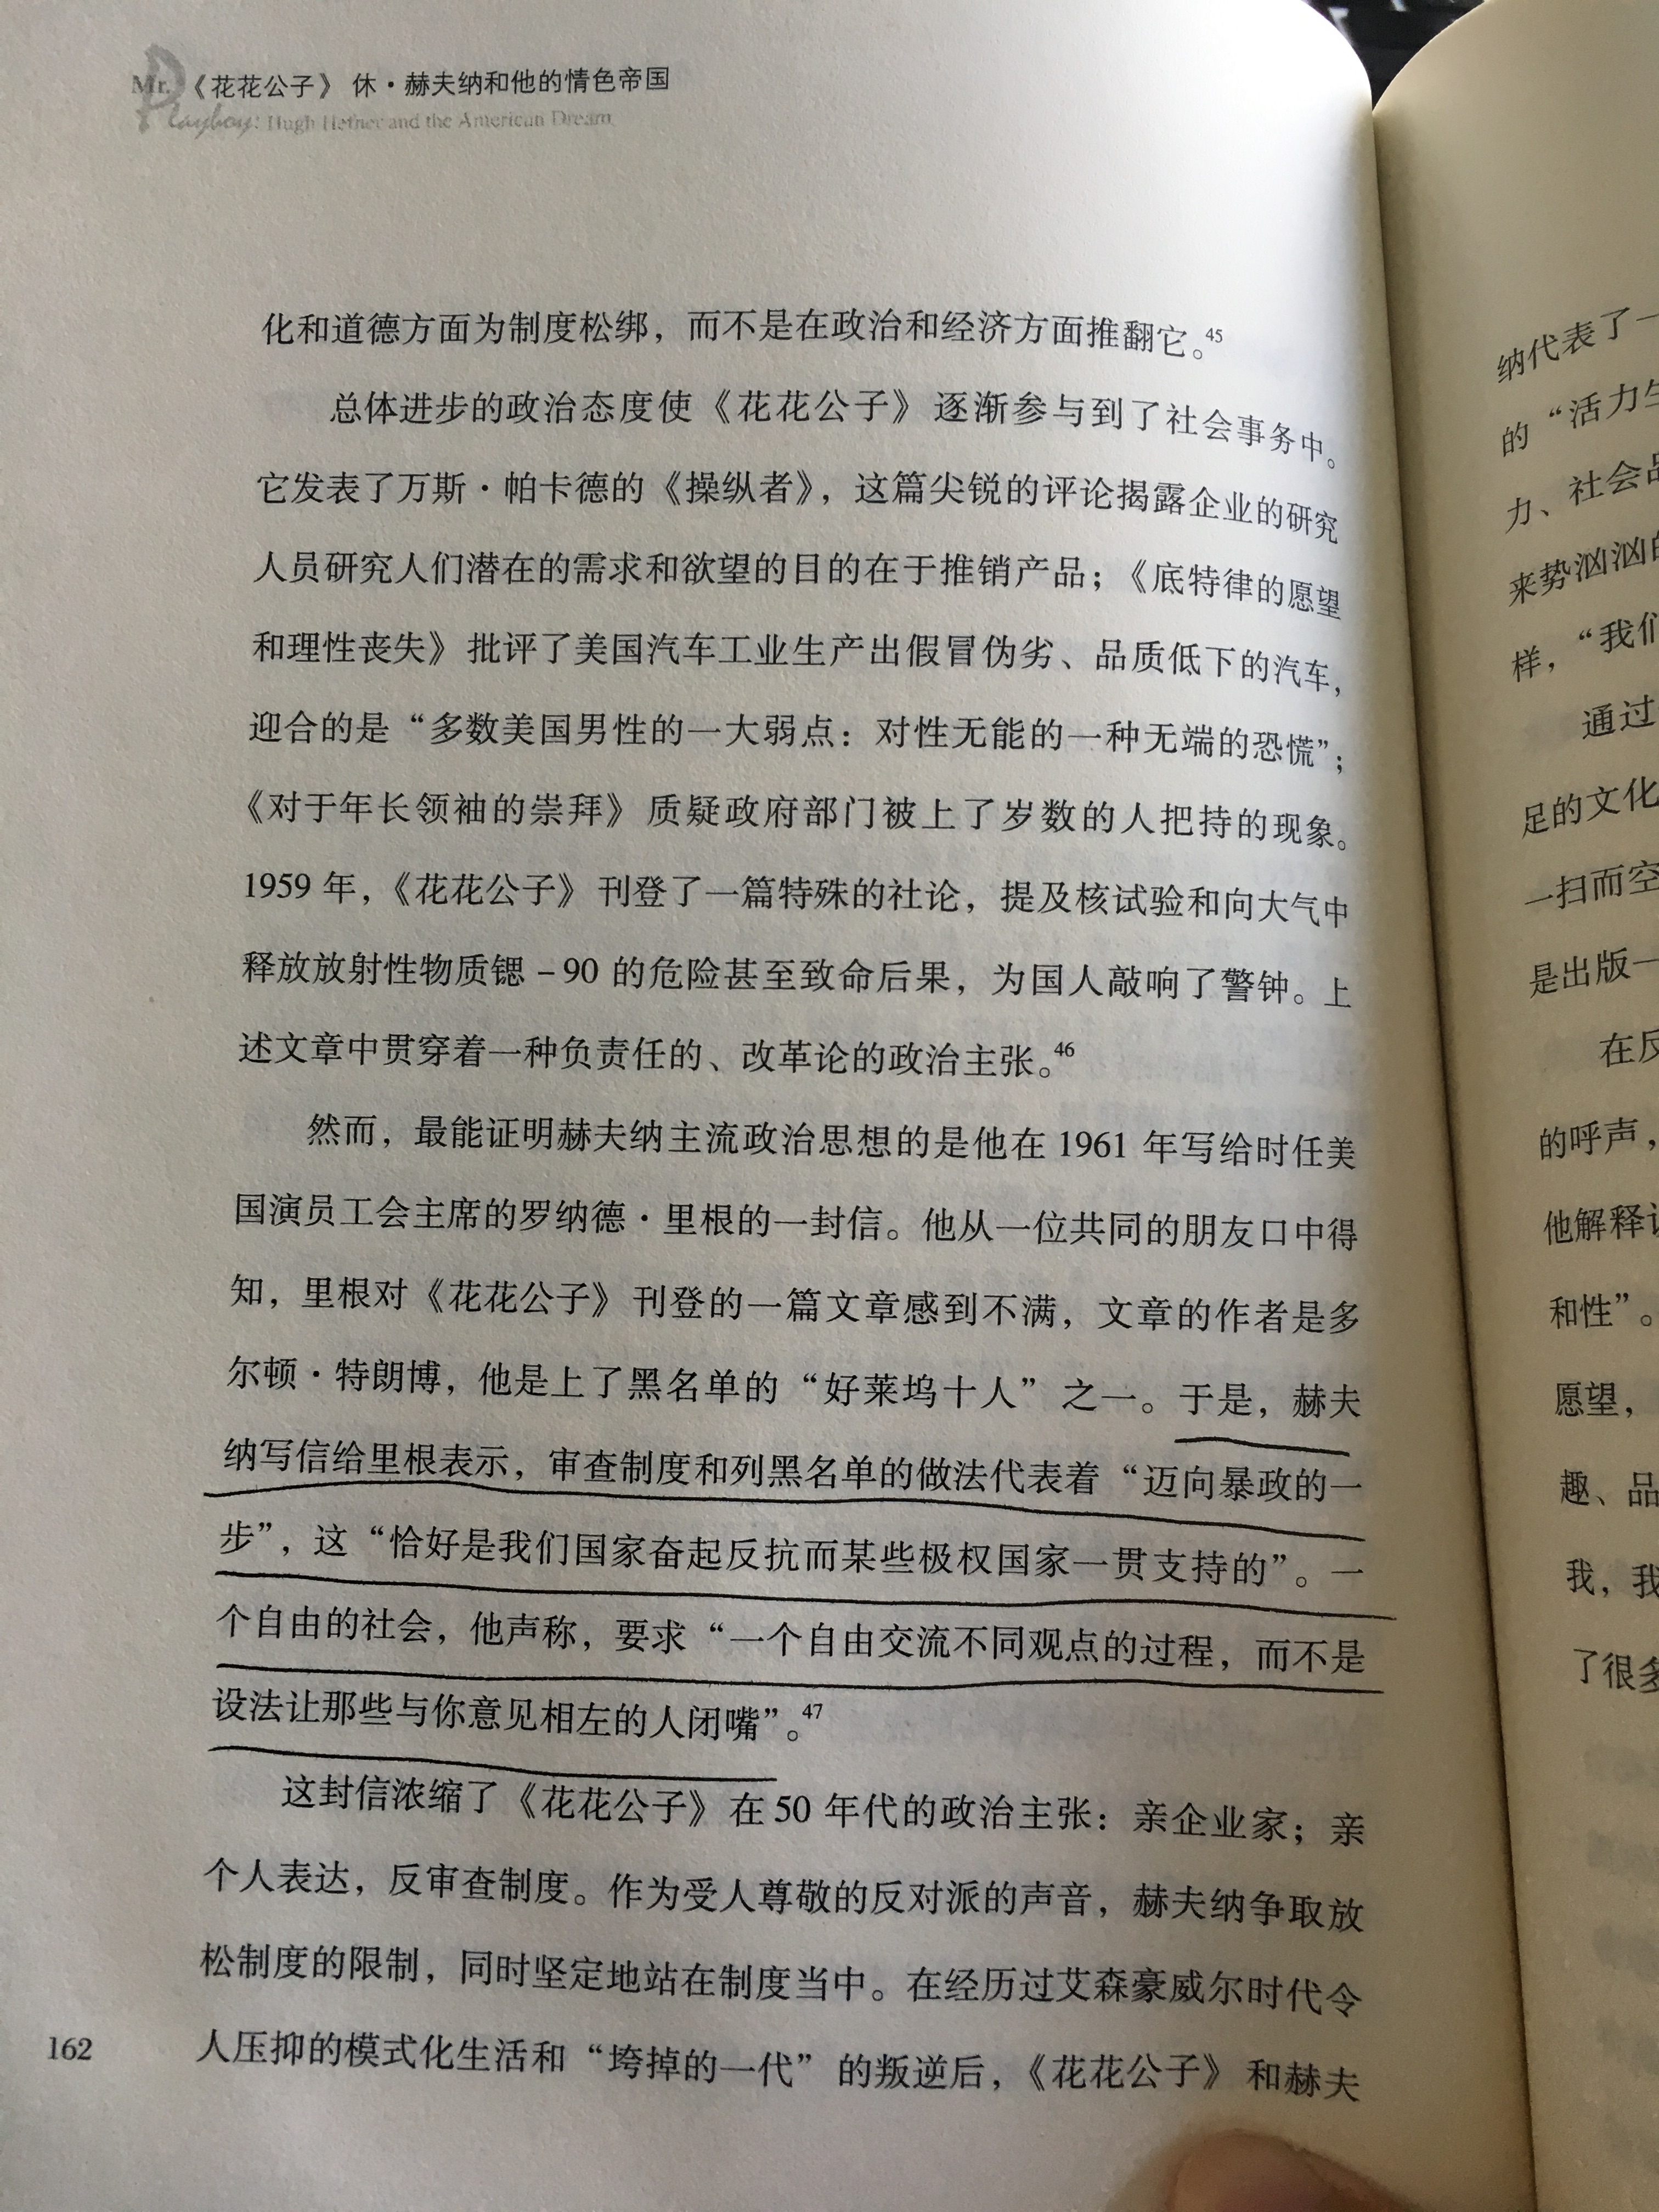 Mr. 《花花公子》 休·赫夫纳和他的情色帝国
Playboy: Hugh Hefner and the American Dream
化和道德方面为制度松绑，而不是在政治和经济方面推翻它。45
总体进步的政治态度使《花花公子》逐渐参与到了社会事务中。
它发表了万斯·帕卡德的《操纵者》，这篇尖锐的评论揭露企业的研究
人员研究人们潜在的需求和欲望的目的在于推销产品；《底特律的愿望
和理性丧失》批评了美国汽车工业生产出假冒伪劣、品质低下的汽车，
迎合的是“多数美国男性的一大弱点：对性无能的一种无端的恐慌”；
《对于年长领袖的崇拜》质疑政府部门被上了岁数的人把持的现象。
1959 年，《花花公子》刊登了一篇特殊的社论，提及核试验和向大气中
释放放射性物质锶－90 的危险甚至致命后果，为国人敲响了警钟。上
述文章中贯穿着一种负责任的、改革论的政治主张。46
然而，最能证明赫夫纳主流政治思想的是他在 1961 年写给时任美
国演员工会主席的罗纳德·里根的一封信。他从一位共同的朋友口中得
知，里根对《花花公子》刊登的一篇文章感到不满，文章的作者是多
尔顿·特朗博，他是上了黑名单的“好莱坞十人”之一。于是，赫夫
纳写信给里根表示，审查制度和列黑名单的做法代表着“迈向暴政的一
步”，这“恰好是我们国家奋起反抗而某些极权国家一贯支持的”。一
个自由的社会，他声称，要求“一个自由交流不同观点的过程，而不是
设法让那些与你意见相左的人闭嘴”。47
这封信浓缩了《花花公子》在 50 年代的政治主张：亲企业家；亲
个人表达，反审查制度。作为受人尊敬的反对派的声音，赫夫纳争取放
松制度的限制，同时坚定地站在制度当中。在经历过艾森豪威尔时代令
人压抑的模式化生活和“垮掉的一代”的叛逆后，《花花公子》和赫夫
162
纳代表了一
的“活力
力、社会
来势汹汹
样，“我们
通过
足的文化
一扫而空
是出版一
在反
的呼声，
他解释
和性”。
愿望，
趣、品
我，我
了很多